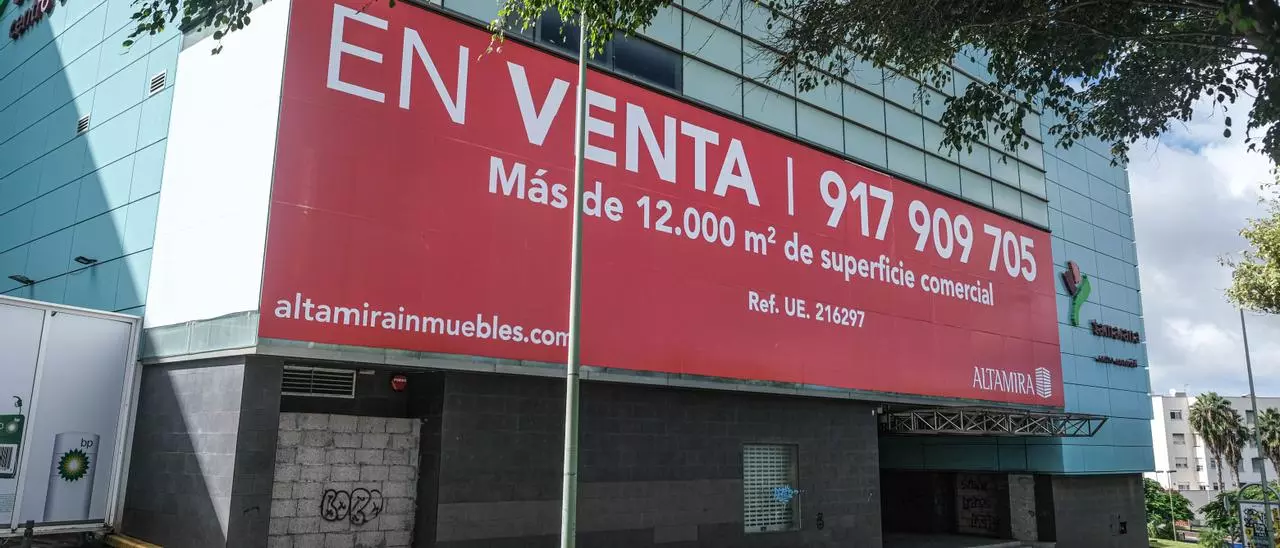 centro
EN VENTA | 917 909 705
Más de 12.000 m² de superficie comercial
Ref. UE. 216297
altamirainmuebles.com
ALTAMIRA
bp